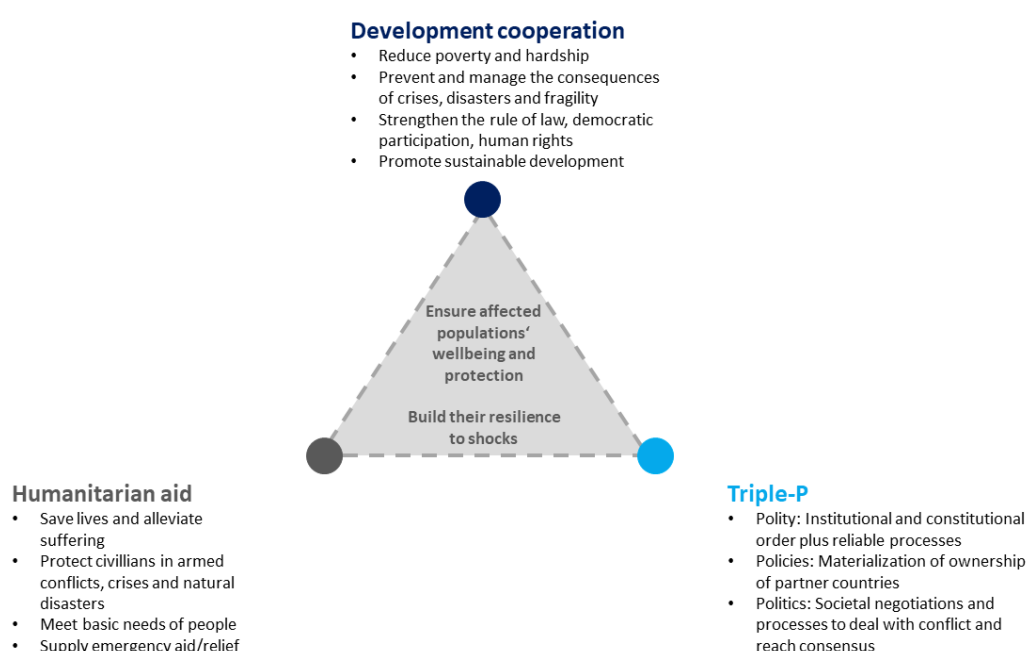 Development cooperation
• Reduce poverty and hardship
• Prevent and manage the consequences
of crises, disasters and fragility
• Strengthen the rule of law, democratic
participation, human rights
• Promote sustainable development
Ensure affected
populations‘
wellbeing and
protection
Build their resilience
to shocks
Humanitarian aid
• Save lives and alleviate
suffering
• Protect civillians in armed
conflicts, crises and natural
disasters
• Meet basic needs of people
• Supply emergency aid/relief
Triple-P
• Polity: Institutional and constitutional
order plus reliable processes
• Policies: Materialization of ownership
of partner countries
• Politics: Societal negotiations and
processes to deal with conflict and
reach consensus